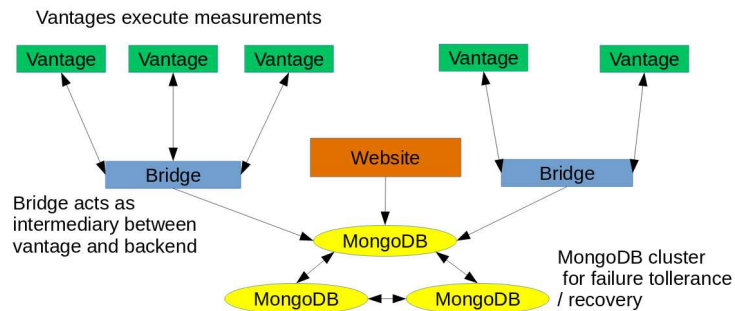 Vantages execute measurements
Vantage
Vantage
Vantage
Vantage
Vantage
Website
Bridge
Bridge
Bridge acts as
intermediary between
vantage and backend
MongoDB
MongoDB cluster
for failure tollerance
/ recovery
MongoDB
MongoDB